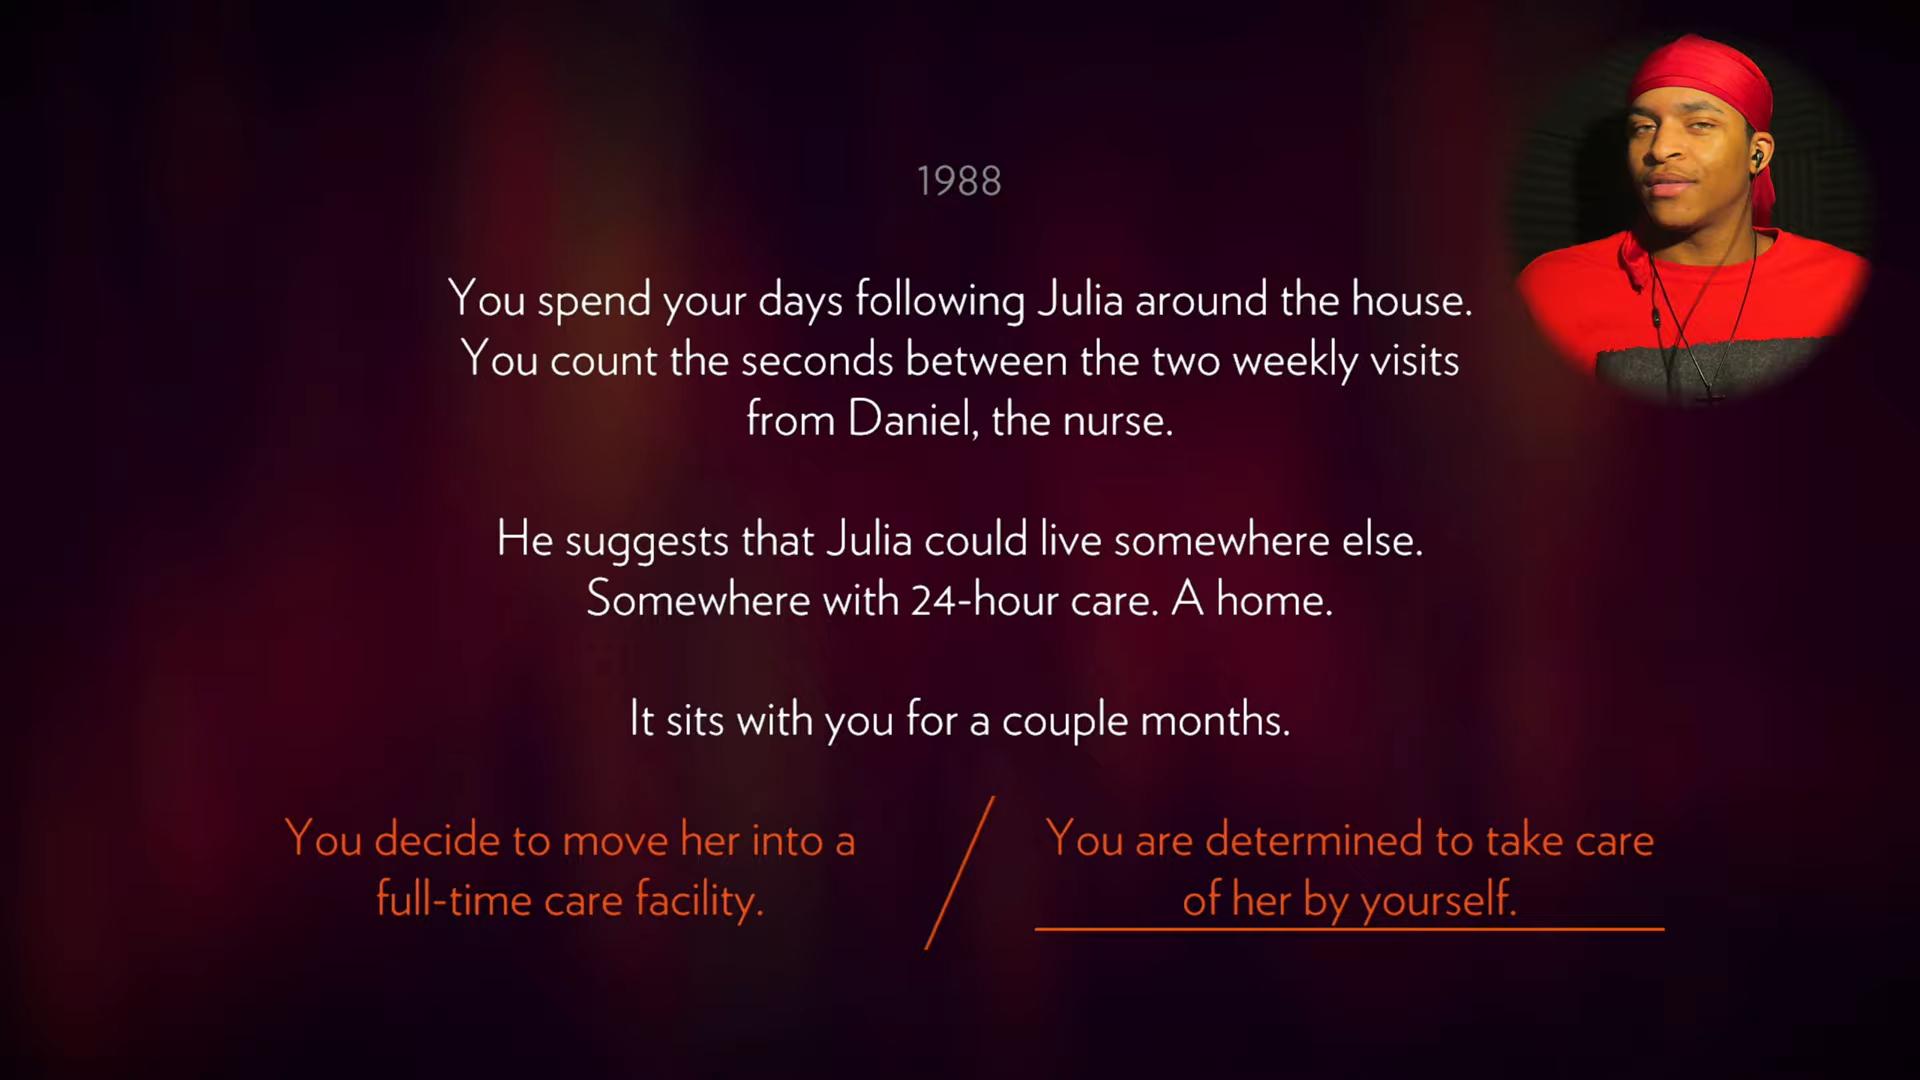 1988
You spend your days following Julia around the house.
You count the seconds between the two weekly visits
from Daniel, the nurse.
He suggests that Julia could live somewhere else.
Somewhere with 24-hour care. A home.
It sits with you for a couple months.
You decide to move her into a
full-time care facility.
You are determined to take care
of her by yourself.